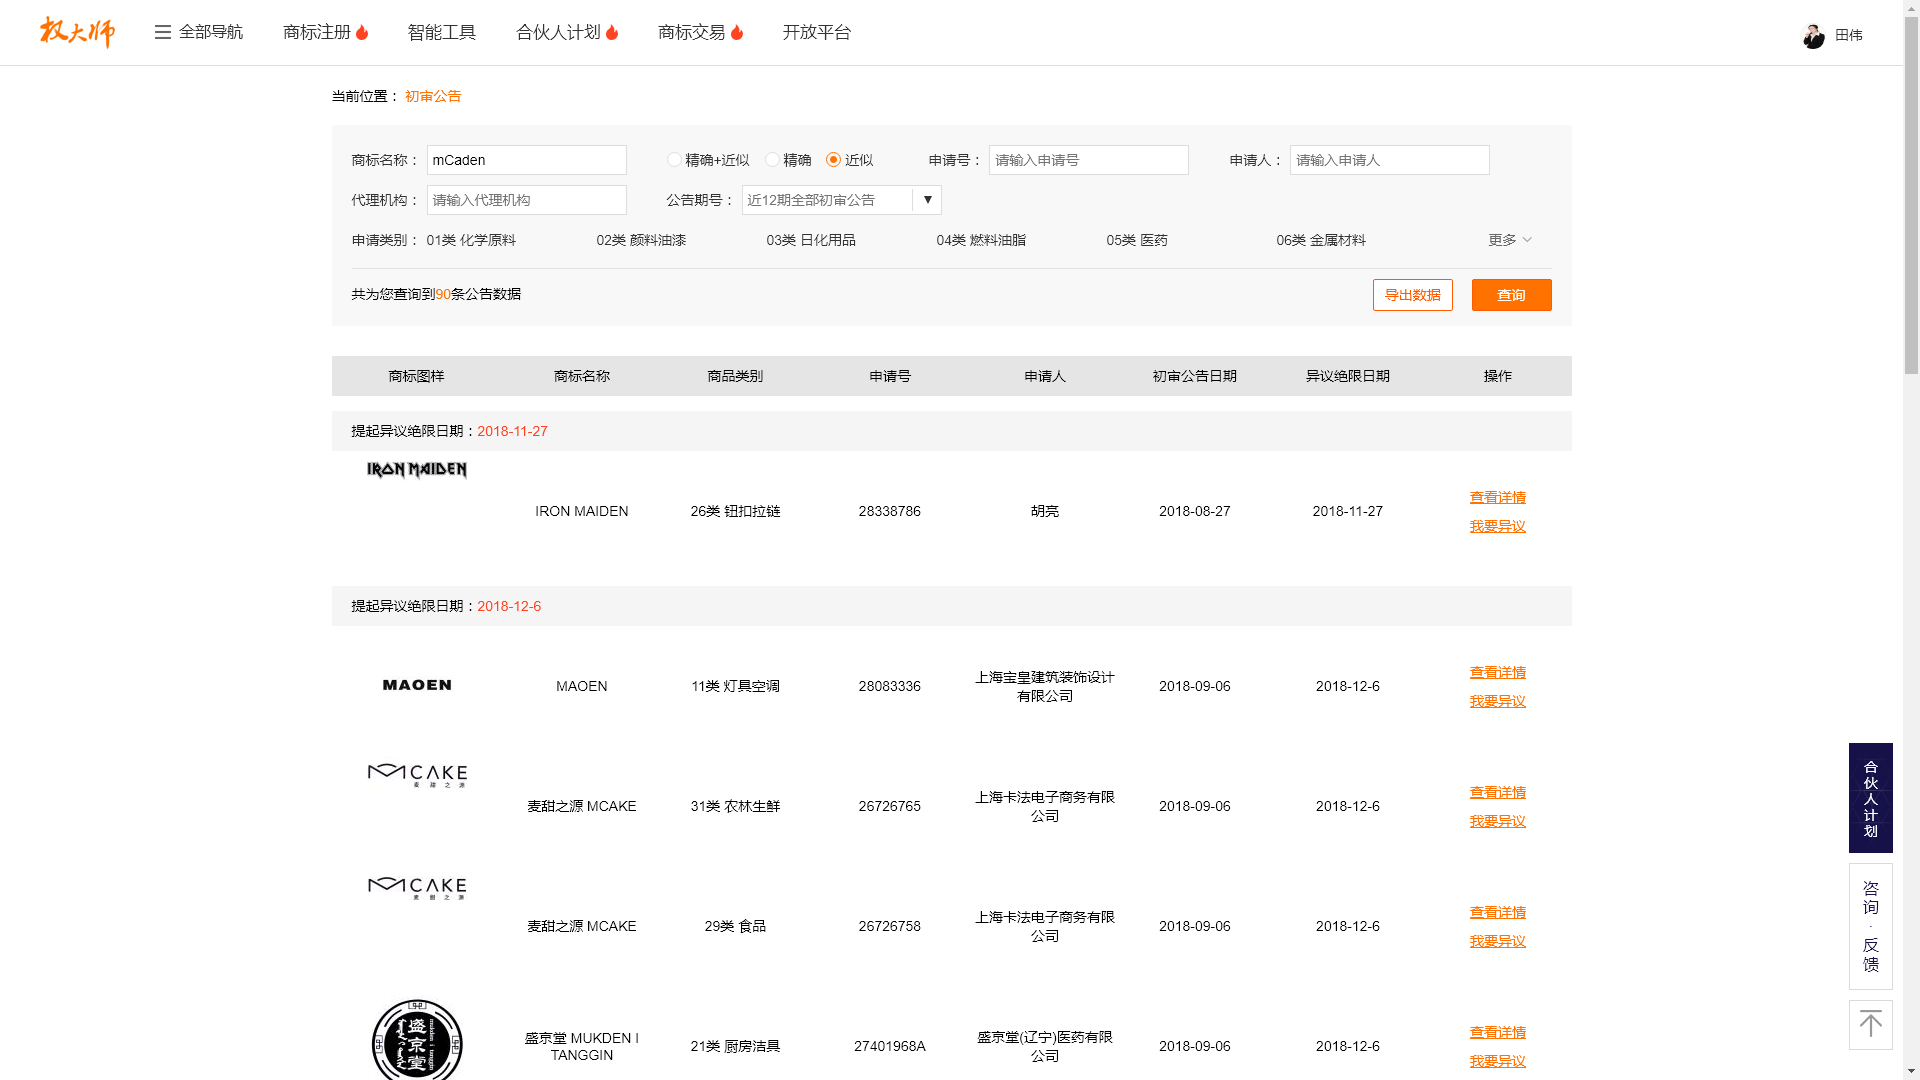 权大师 全部导航 商标注册 智能工具 合伙人计划 商标交易 开放平台 田伟
当前位置： 初审公告
商标名称： mCaden 精确+近似 精确 近似 申请号： 请输入申请号 申请人： 请输入申请人
代理机构： 请输入代理机构 公告期号： 近12期全部初审公告 ▼
申请类别： 01类 化学原料 02类 颜料油漆 03类 日化用品 04类 燃料油脂 05类 医药 06类 金属材料 更多
共为您查询到90条公告数据 导出数据 查询
商标图样 商标名称 商品类别 申请号 申请人 初审公告日期 异议绝限日期 操作
提起异议绝限日期：2018-11-27
IRON MAIDEN
IRON MAIDEN 26类 钮扣拉链 28338786 胡亮 2018-08-27 2018-11-27 查看详情
我要异议
提起异议绝限日期：2018-12-6
MAOEN MAOEN 11类 灯具空调 28083336 上海宝皇建筑装饰设计有限公司 2018-09-06 2018-12-6 查看详情
我要异议
MCAKE
麦甜之源
麦甜之源 MCAKE 31类 农林生鲜 26726765 上海卡法电子商务有限公司 2018-09-06 2018-12-6 查看详情
我要异议
MCAKE
麦甜之源
麦甜之源 MCAKE 29类 食品 26726758 上海卡法电子商务有限公司 2018-09-06 2018-12-6 查看详情
我要异议
盛京堂
盛京堂 MUKDEN I TANGGIN 21类 厨房洁具 27401968A 盛京堂(辽宁)医药有限公司 2018-09-06 2018-12-6 查看详情
我要异议
合伙人计划
咨询·反馈